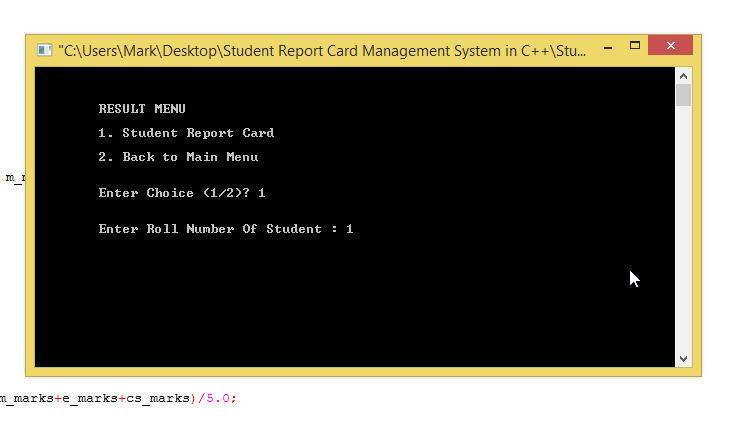 "C:\Users\Mark\Desktop\Student Report Card Management System in C++\Stu...
RESULT MENU
1. Student Report Card
2. Back to Main Menu
m_
Enter Choice (1/2)? 1
Enter Roll Number Of Student : 1
m_marks+e_marks+cs_marks)/5.0;